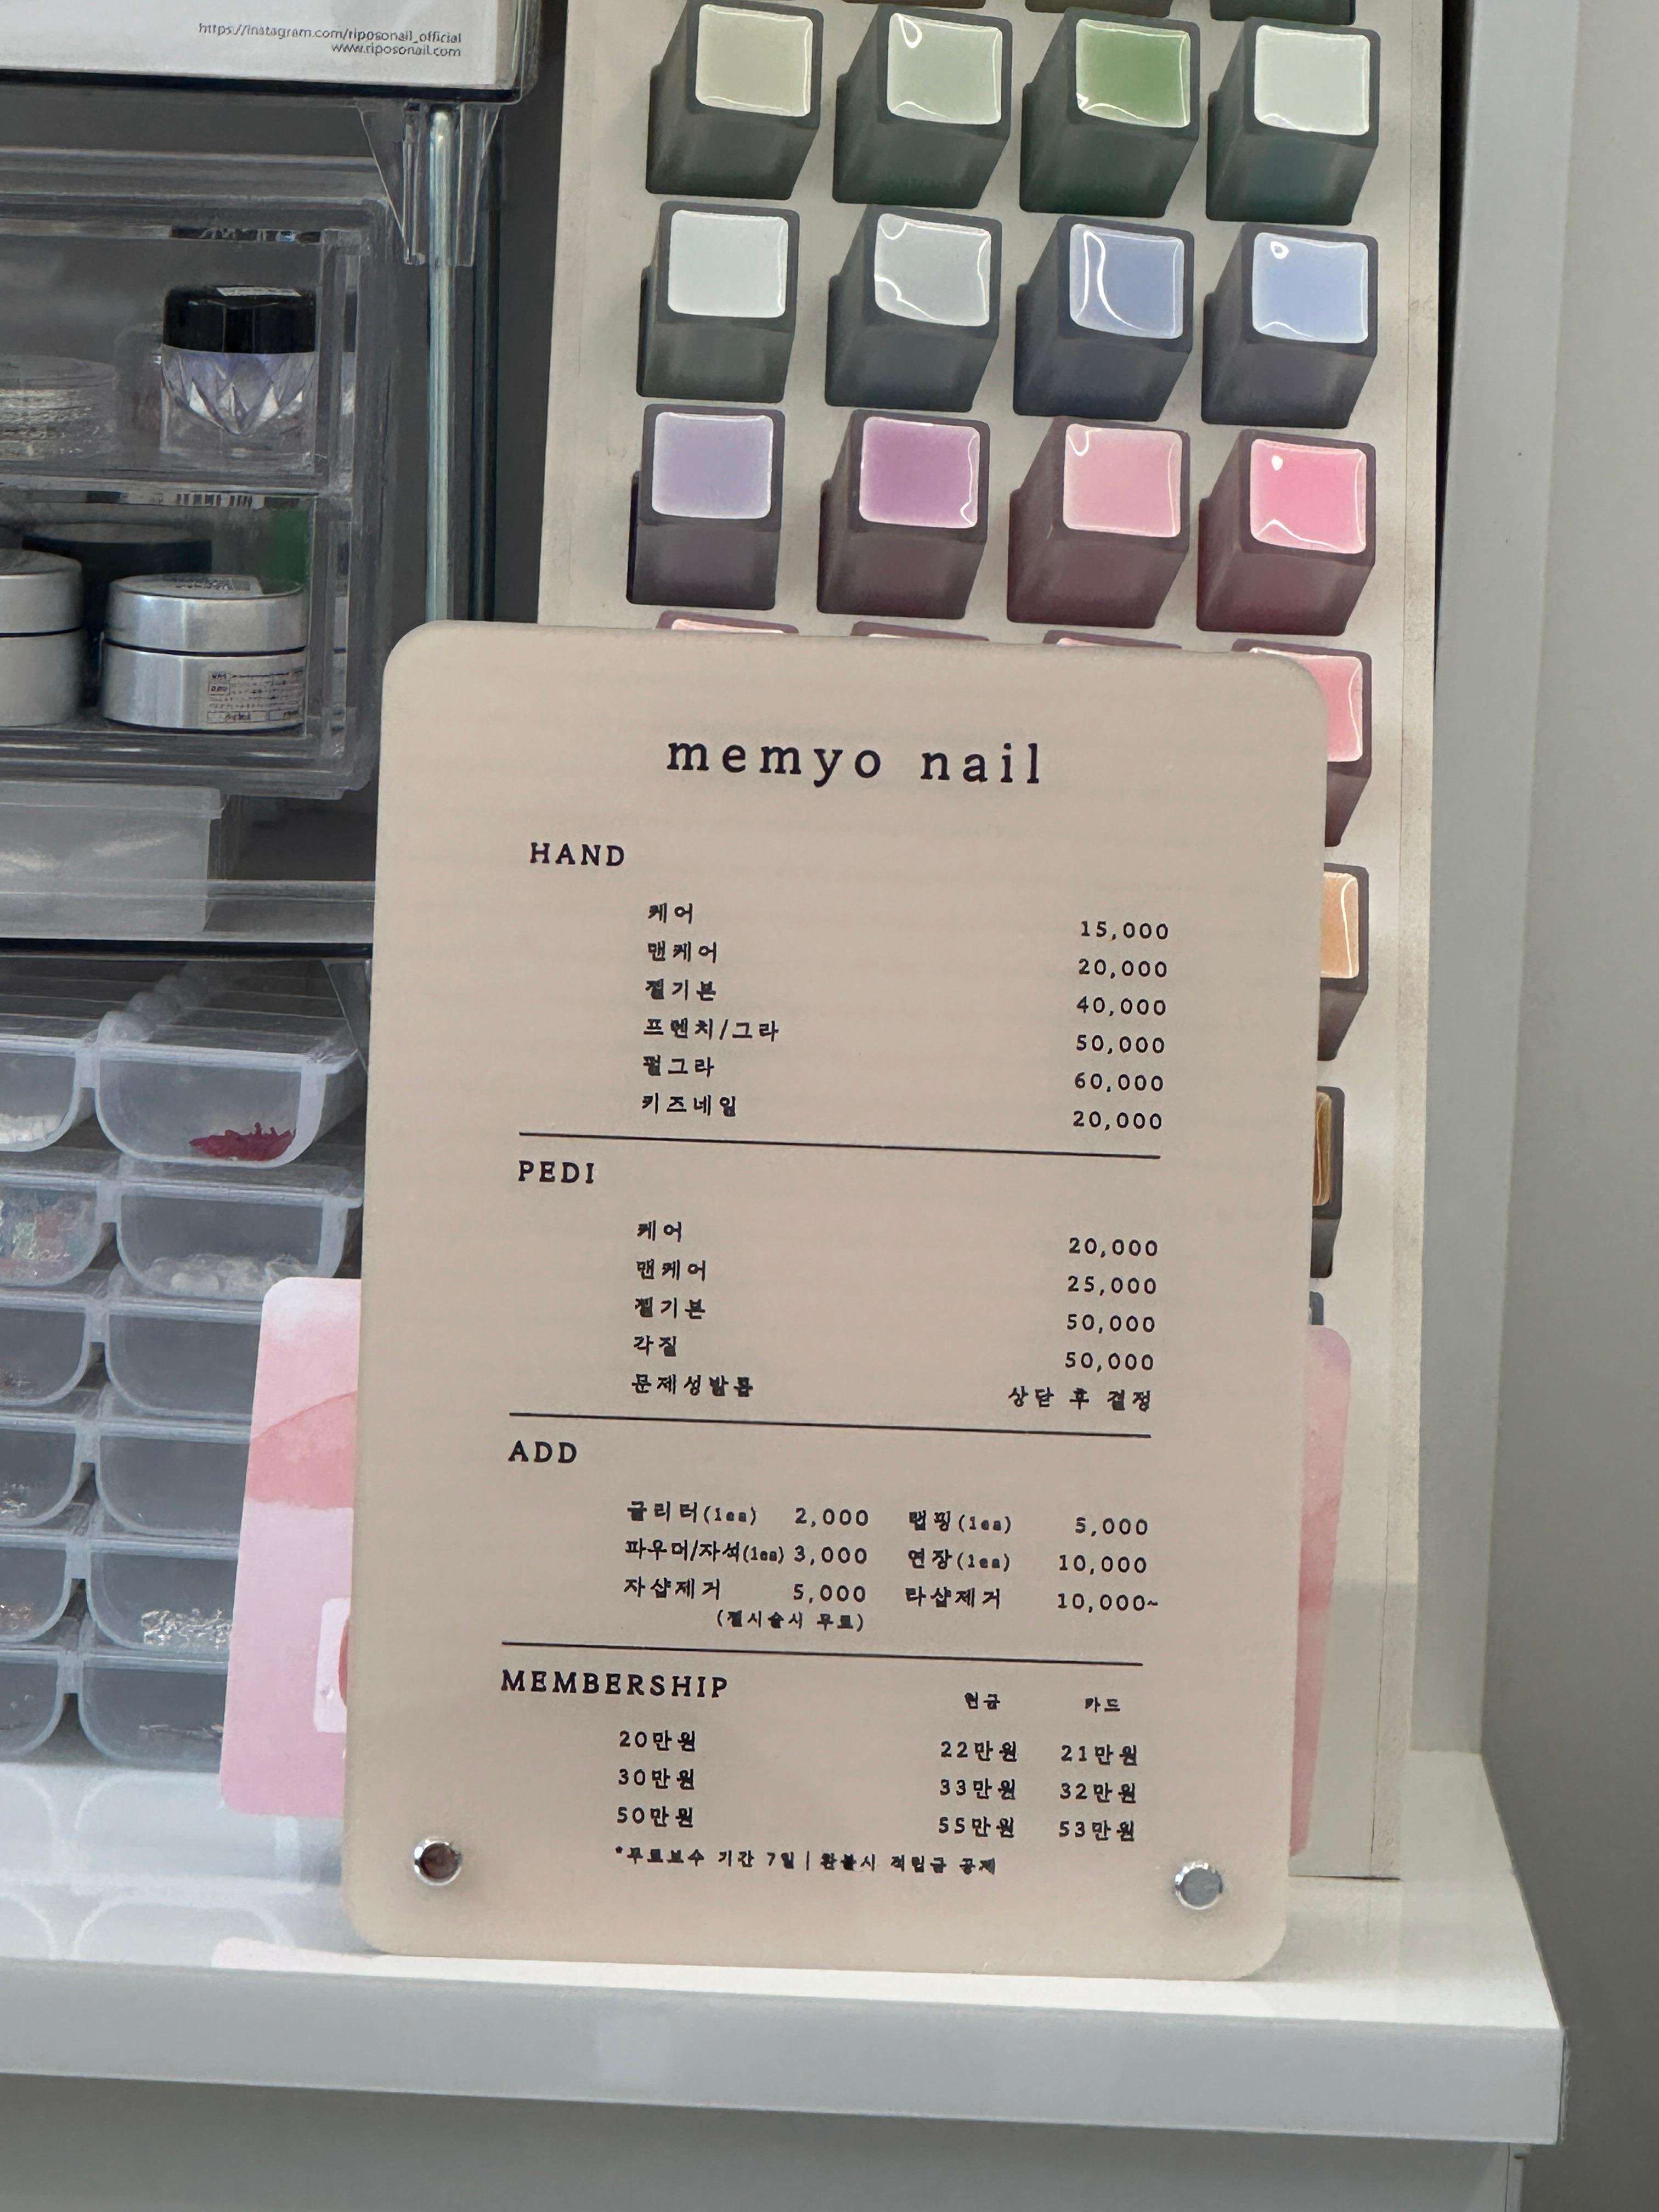 https://instagram.com/riposonail_official
www.riposonail.com
memyo nail
HAND
케어 15,000
맨케어 20,000
젤기본 40,000
프렌치/그라 50,000
펄그라 60,000
키즈네일 20,000
PEDI
케어 20,000
맨케어 25,000
젤기본 50,000
각질 50,000
문제성발톱 상담 후 결정
ADD
글리터(1ea) 2,000 랩핑(1ea) 5,000
파우더/자석(1ea) 3,000 연장(1ea) 10,000
자샵제거 5,000 타샵제거 10,000~
(젤시술시 무료)
MEMBERSHIP 현금 카드
20만원 22만원 21만원
30만원 33만원 32만원
50만원 55만원 53만원
*무료보수 기간 7일 | 환불시 적립금 공제